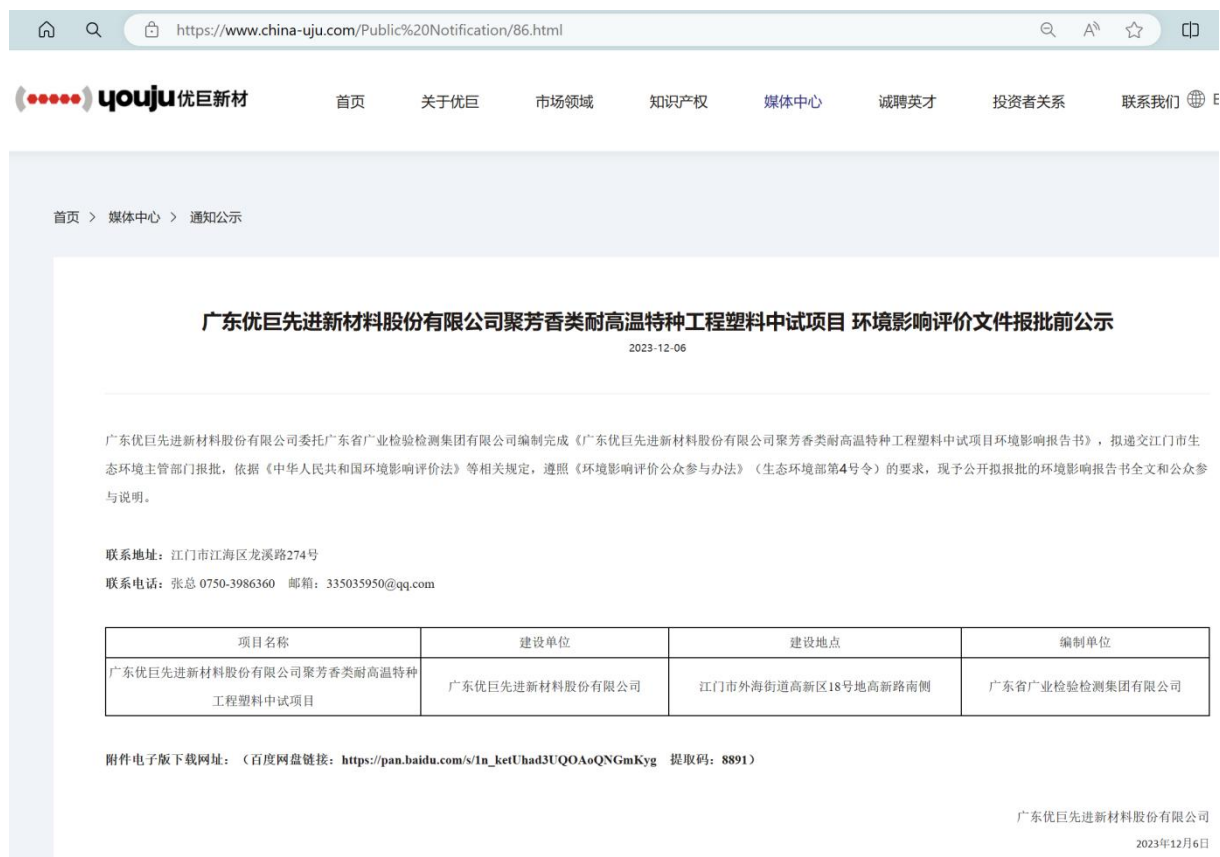 https://www.china-uju.com/Public%20Notification/86.html
youju优巨新材
首页 关于优巨 市场领域 知识产权 媒体中心 诚聘英才 投资者关系 联系我们 E
首页 > 媒体中心 > 通知公示
广东优巨先进新材料股份有限公司聚芳香类耐高温特种工程塑料中试项目 环境影响评价文件报批前公示
2023-12-06
广东优巨先进新材料股份有限公司委托广东省广业检验检测集团有限公司编制完成《广东优巨先进新材料股份有限公司聚芳香类耐高温特种工程塑料中试项目环境影响报告书》，拟递交江门市生
态环境主管部门报批，依据《中华人民共和国环境影响评价法》等相关规定，遵照《环境影响评价公众参与办法》（生态环境部第4号令）的要求，现予公开拟报批的环境影响报告书全文和公众参
与说明。
联系地址：江门市江海区龙溪路274号
联系电话：张总 0750-3986360 邮箱：335035950@qq.com
项目名称 建设单位 建设地点 编制单位
广东优巨先进新材料股份有限公司聚芳香类耐高温特种
工程塑料中试项目
广东优巨先进新材料股份有限公司 江门市外海街道高新区18号地高新路南侧 广东省广业检验检测集团有限公司
附件电子版下载网址：（百度网盘链接：https://pan.baidu.com/s/1n_ketUhad3UQOAoQNGmKyg 提取码：8891）
广东优巨先进新材料股份有限公司
2023年12月6日